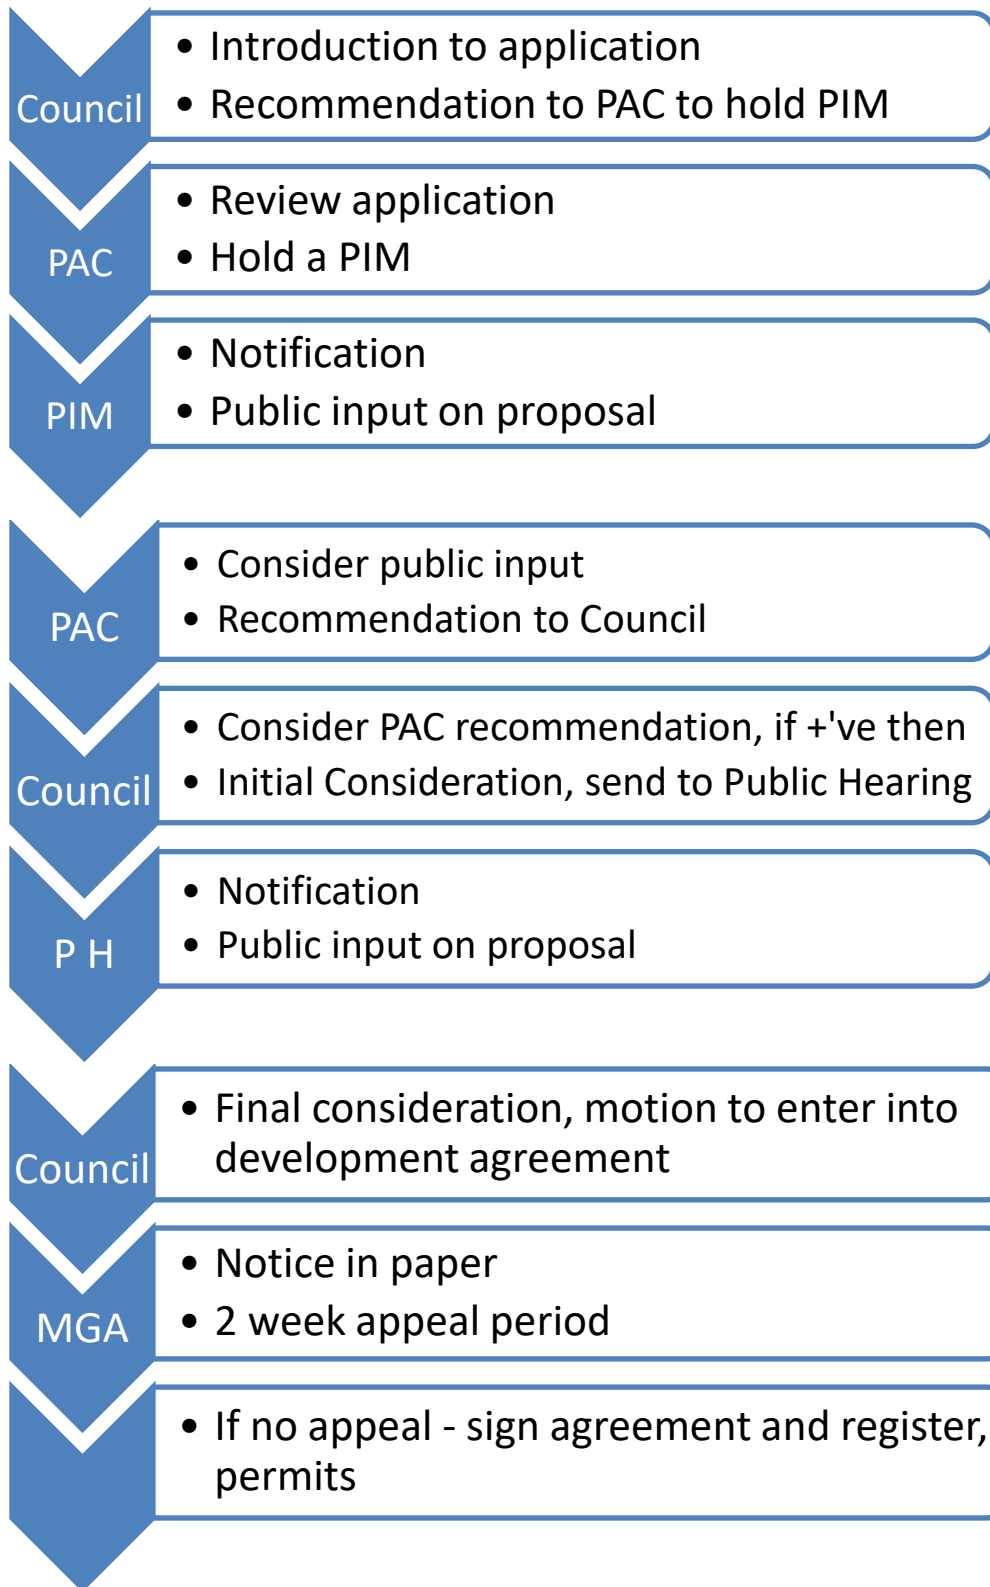 Council
• Introduction to application
• Recommendation to PAC to hold PIM
PAC
• Review application
• Hold a PIM
PIM
• Notification
• Public input on proposal
PAC
• Consider public input
• Recommendation to Council
Council
• Consider PAC recommendation, if +'ve then
• Initial Consideration, send to Public Hearing
P H
• Notification
• Public input on proposal
Council
• Final consideration, motion to enter into
development agreement
MGA
• Notice in paper
• 2 week appeal period
• If no appeal - sign agreement and register,
permits